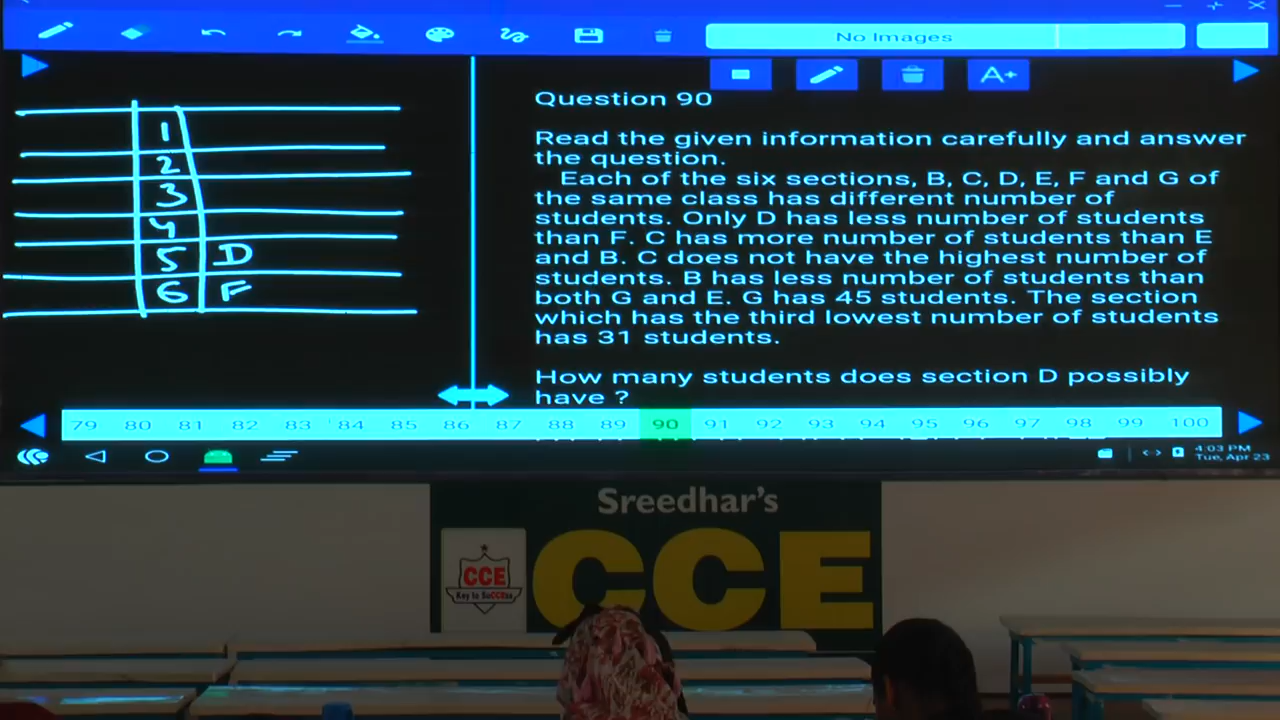 No Images
A+
1
2
3
4
5 D
6 F
Question 90
Read the given information carefully and answer
the question.
Each of the six sections, B, C, D, E, F and G of
the same class has different number of
students. Only D has less number of students
than F. C has more number of students than E
and B. C does not have the highest number of
students. B has less number of students than
both G and E. G has 45 students. The section
which has the third lowest number of students
has 31 students.
How many students does section D possibly
have ?
79 80 81 82 83 84 85 86 87 88 89 90 91 92 93 94 95 96 97 98 99 100
4:03 PM
Tue, Apr 23
Sreedhar's
CCE
CCE
Key to SuCCEss